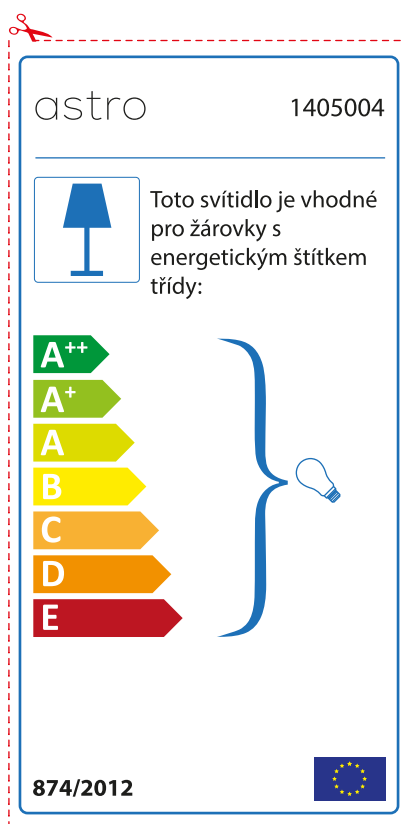 astro
1405004
Toto svítidlo je vhodné
pro žárovky s
energetickým štítkem
třídy:
A++
A+
A
B
C
D
E
874/2012